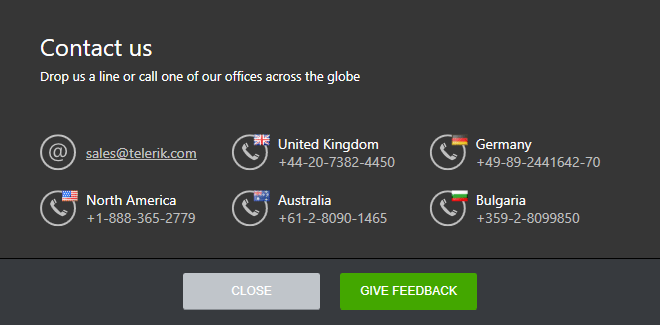 Contact us
Drop us a line or call one of our offices across the globe
@
sales@telerik.com
United Kingdom
+44-20-7382-4450
Germany
+49-89-2441642-70
North America
+1-888-365-2779
Australia
+61-2-8090-1465
Bulgaria
+359-2-8099850
CLOSE
GIVE FEEDBACK